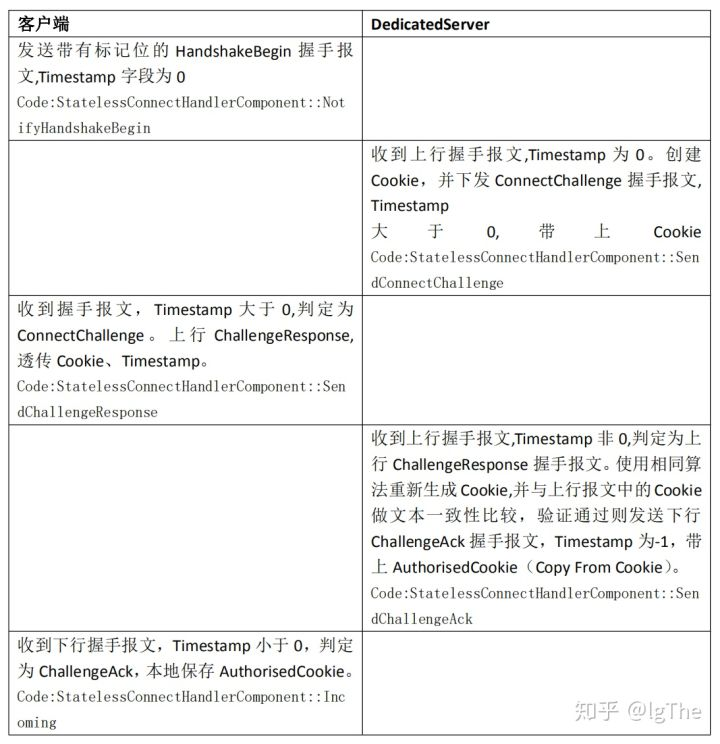 客户端
DedicatedServer
发送带有标记位的 HandshakeBegin 握手报
文,Timestamp 字段为 0
Code:StatelessConnectHandlerComponent::Not
ifyHandshakeBegin
收到上行握手报文,Timestamp 为 0。创建
Cookie，并下发 ConnectChallenge 握手报文,
Timestamp
大于 0, 带上 Cookie
Code:StatelessConnectHandlerComponent::Sen
dConnectChallenge
收到握手报文，Timestamp 大于 0,判定为
ConnectChallenge。上行 ChallengeResponse,
透传 Cookie、Timestamp。
Code:StatelessConnectHandlerComponent::Sen
dChallengeResponse
收到上行握手报文,Timestamp 非 0,判定为上
行 ChallengeResponse 握手报文。使用相同算
法重新生成 Cookie,并与上行报文中的 Cookie
做文本一致性比较，验证通过则发送下行
ChallengeAck 握手报文，Timestamp 为-1，带
上 AuthorisedCookie（Copy From Cookie）。
Code:StatelessConnectHandlerComponent::Sen
dChallengeAck
收到下行握手报文，Timestamp 小于 0，判定
为 ChallengeAck，本地保存 AuthorisedCookie。
Code:StatelessConnectHandlerComponent::Inc
oming
知乎 @lgThe